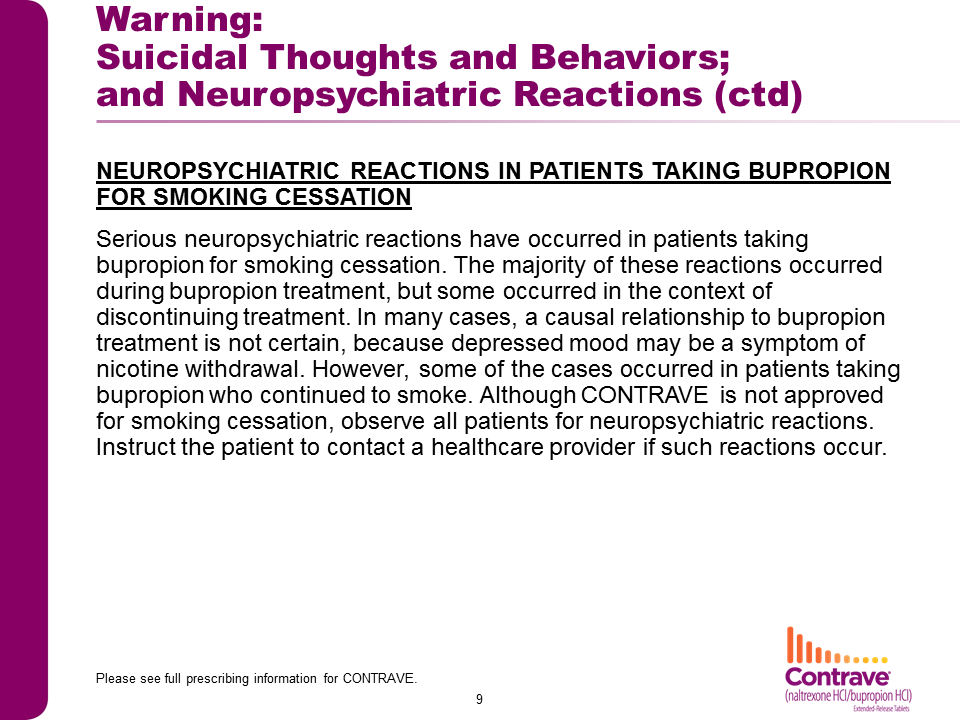 Warning:
Suicidal Thoughts and Behaviors;
and Neuropsychiatric Reactions (ctd)
NEUROPSYCHIATRIC REACTIONS IN PATIENTS TAKING BUPROPION
FOR SMOKING CESSATION
Serious neuropsychiatric reactions have occurred in patients taking
bupropion for smoking cessation. The majority of these reactions occurred
during bupropion treatment, but some occurred in the context of
discontinuing treatment. In many cases, a causal relationship to bupropion
treatment is not certain, because depressed mood may be a symptom of
nicotine withdrawal. However, some of the cases occurred in patients taking
bupropion who continued to smoke. Although CONTRAVE is not approved
for smoking cessation, observe all patients for neuropsychiatric reactions.
Instruct the patient to contact a healthcare provider if such reactions occur.
Please see full prescribing information for CONTRAVE.
9
Contrave®
(naltrexone HCl/bupropion HCl)
Extended-Release Tablets